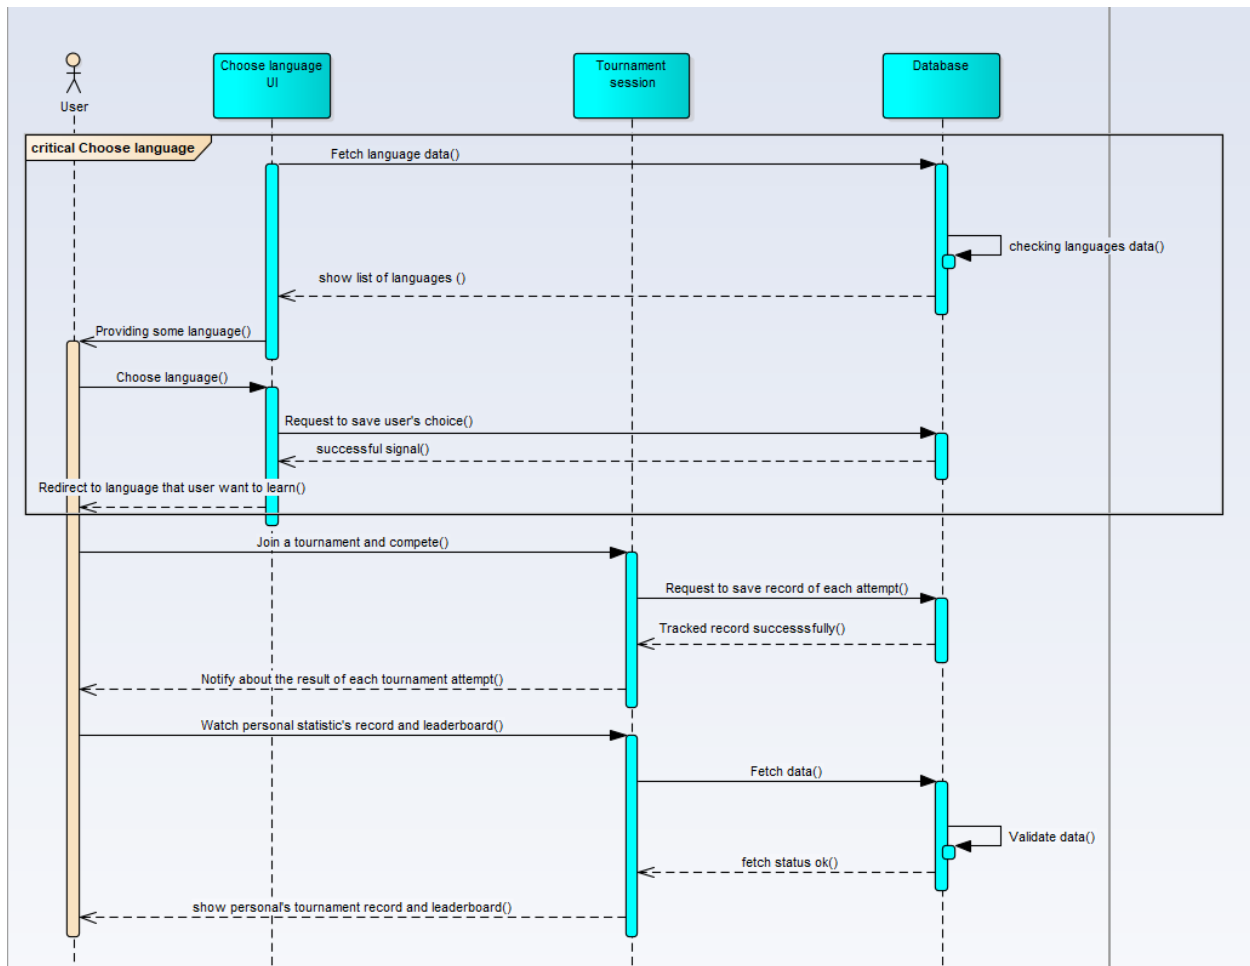 Choose language
UI
Tournament
session
Database
User
critical Choose language
Fetch language data()
checking languages data()
show list of languages ()
Providing some language()
Choose language()
Request to save user's choice()
successful signal()
Redirect to language that user want to learn()
Join a tournament and compete()
Request to save record of each attempt()
Tracked record successsfully()
Notify about the result of each tournament attempt()
Watch personal statistic's record and leaderboard()
Fetch data()
Validate data()
fetch status ok()
show personal's tournament record and leaderboard()